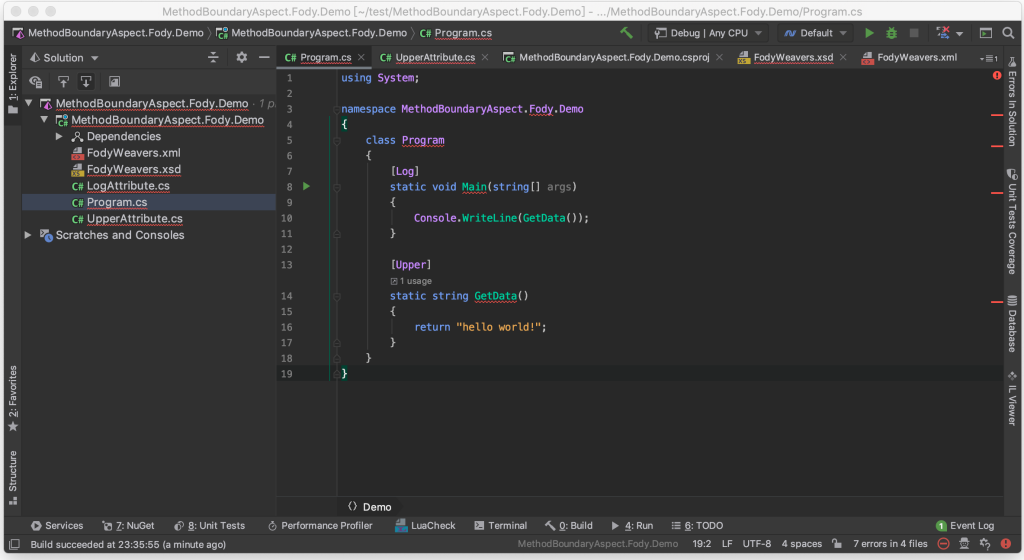 MethodBoundaryAspect.Fody.Demo [~/test/MethodBoundaryAspect.Fody.Demo] - .../MethodBoundaryAspect.Fody.Demo/Program.cs
MethodBoundaryAspect.Fody.Demo MethodBoundaryAspect.Fody.Demo C# Program.cs Debug | Any CPU Default
Solution
C# Program.cs C# UpperAttribute.cs MethodBoundaryAspect.Fody.Demo.csproj FodyWeavers.xsd FodyWeavers.xml
1: Explorer
MethodBoundaryAspect.Fody.Demo · 1 p
MethodBoundaryAspect.Fody.Demo
Dependencies
FodyWeavers.xml
FodyWeavers.xsd
C# LogAttribute.cs
C# Program.cs
C# UpperAttribute.cs
Scratches and Consoles
2: Favorites
Structure
1 using System;
2
3 namespace MethodBoundaryAspect.Fody.Demo
4 {
5 class Program
6 {
7 [Log]
8 static void Main(string[] args)
9 {
10 Console.WriteLine(GetData());
11 }
12
13 [Upper]
1 usage
14 static string GetData()
15 {
16 return "hello world!";
17 }
18 }
19 }
Errors In Solution
Unit Tests Coverage
Database
IL Viewer
Demo
Services 7: NuGet 8: Unit Tests Performance Profiler LuaCheck Terminal 0: Build 4: Run 6: TODO 1 Event Log
Build succeeded at 23:35:55 (a minute ago) MethodBoundaryAspect.Fody.Demo 19:2 LF UTF-8 4 spaces 7 errors in 4 files